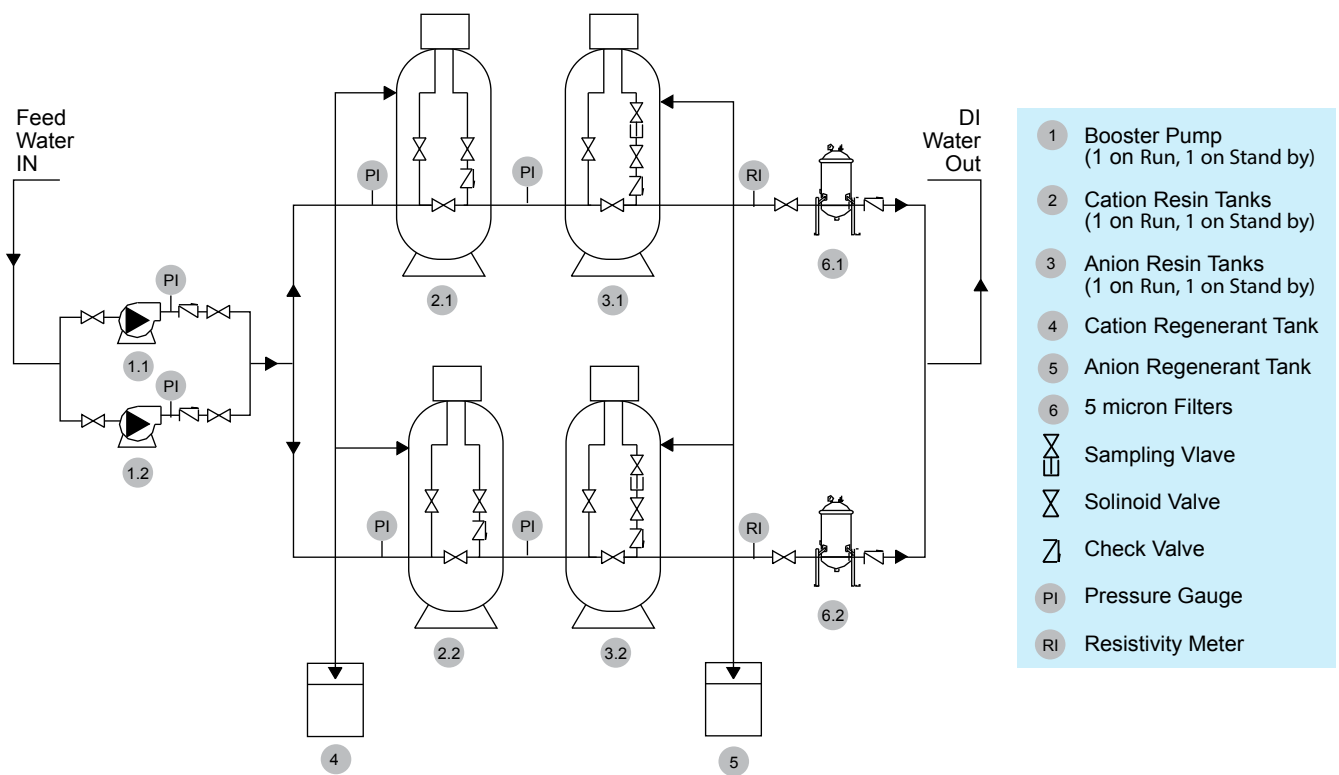 Feed
Water
IN
PI
1.1
PI
1.2
PI
2.1
PI
3.1
RI
6.1
DI
Water
Out
PI
2.2
PI
3.2
RI
6.2
4
5
1 Booster Pump
(1 on Run, 1 on Stand by)
2 Cation Resin Tanks
(1 on Run, 1 on Stand by)
3 Anion Resin Tanks
(1 on Run, 1 on Stand by)
4 Cation Regenerant Tank
5 Anion Regenerant Tank
6 5 micron Filters
Sampling Vlave
Solinoid Valve
Check Valve
PI Pressure Gauge
RI Resistivity Meter